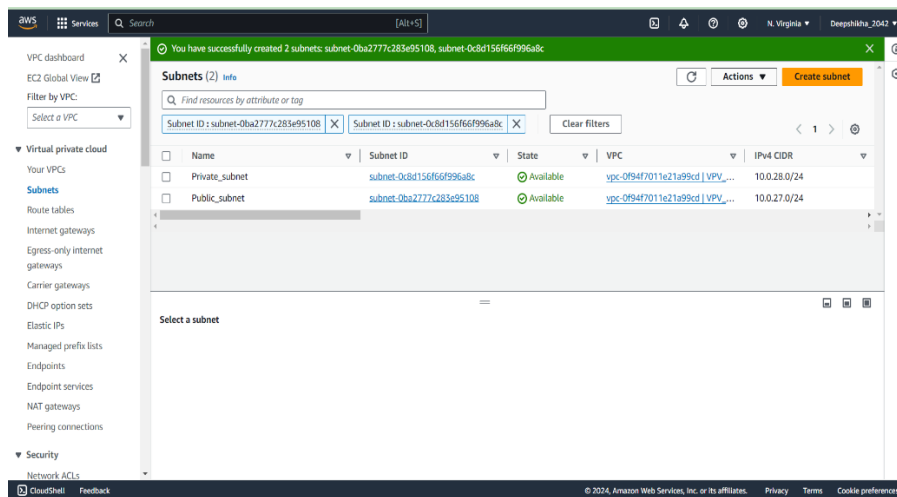 aws Services Search [Alt+S] N. Virginia Deepshikha_2042
VPC dashboard
EC2 Global View
Filter by VPC:
Select a VPC
Virtual private cloud
Your VPCs
Subnets
Route tables
Internet gateways
Egress-only internet
gateways
Carrier gateways
DHCP option sets
Elastic IPs
Managed prefix lists
Endpoints
Endpoint services
NAT gateways
Peering connections
Security
Network ACLs
You have successfully created 2 subnets: subnet-0ba2777c283e95108, subnet-0c8d156f66f996a8c
Subnets (2) Info Actions Create subnet
Find resources by attribute or tag
Subnet ID : subnet-0ba2777c283e95108 Subnet ID : subnet-0c8d156f66f996a8c Clear filters 1
Name Subnet ID State VPC IPv4 CIDR
Private_subnet subnet-0c8d156f66f996a8c Available vpc-0f94f7011e21a99cd | VPV_... 10.0.28.0/24
Public_subnet subnet-0ba2777c283e95108 Available vpc-0f94f7011e21a99cd | VPV_... 10.0.27.0/24
Select a subnet
CloudShell Feedback © 2024, Amazon Web Services, Inc. or its affiliates. Privacy Terms Cookie preferences